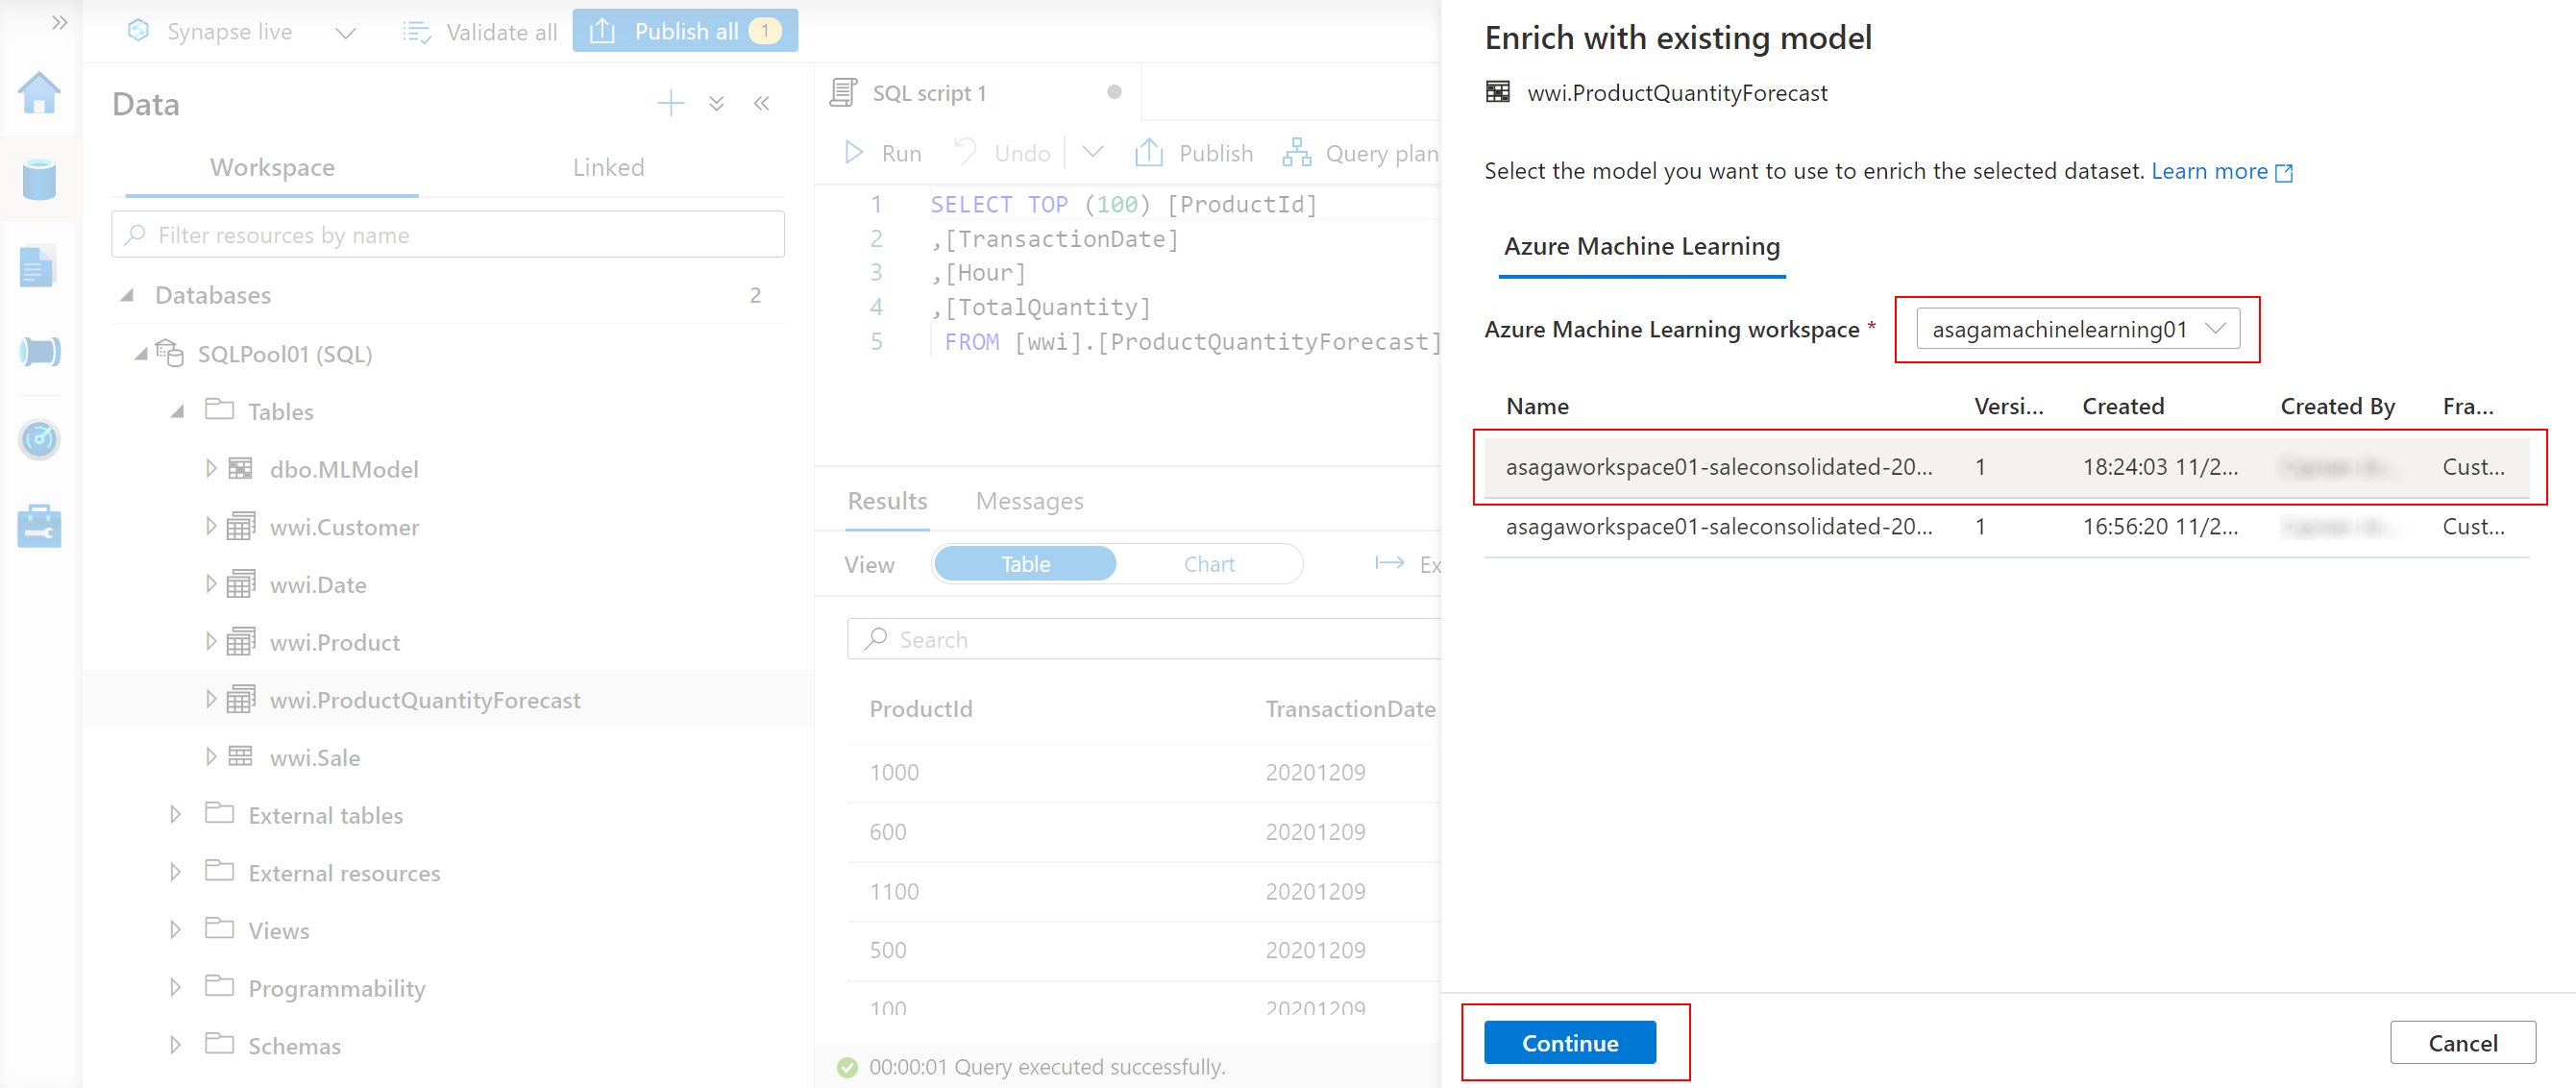 Synapse live
Validate all
Publish all 1
Data
Workspace
Linked
Filter resources by name
Databases 2
SQLPool01 (SQL)
Tables
dbo.MLModel
wwi.Customer
wwi.Date
wwi.Product
wwi.ProductQuantityForecast
wwi.Sale
External tables
External resources
Views
Programmability
Schemas
SQL script 1
Run
Undo
Publish
Query plan
1 SELECT TOP (100) [ProductId]
2 ,[TransactionDate]
3 ,[Hour]
4 ,[TotalQuantity]
5 FROM [wwi].[ProductQuantityForecast]
Results
Messages
View
Table
Chart
Ex
Search
ProductId TransactionDate
1000 20201209
600 20201209
1100 20201209
500 20201209
100 20201209
00:00:01 Query executed successfully.
Enrich with existing model
wwi.ProductQuantityForecast
Select the model you want to use to enrich the selected dataset. Learn more
Azure Machine Learning
Azure Machine Learning workspace * asagamachinelearning01
Name Versi... Created Created By Fra...
asagaworkspace01-saleconsolidated-20... 1 18:24:03 11/2... Cust...
asagaworkspace01-saleconsolidated-20... 1 16:56:20 11/2... Cust...
Continue
Cancel